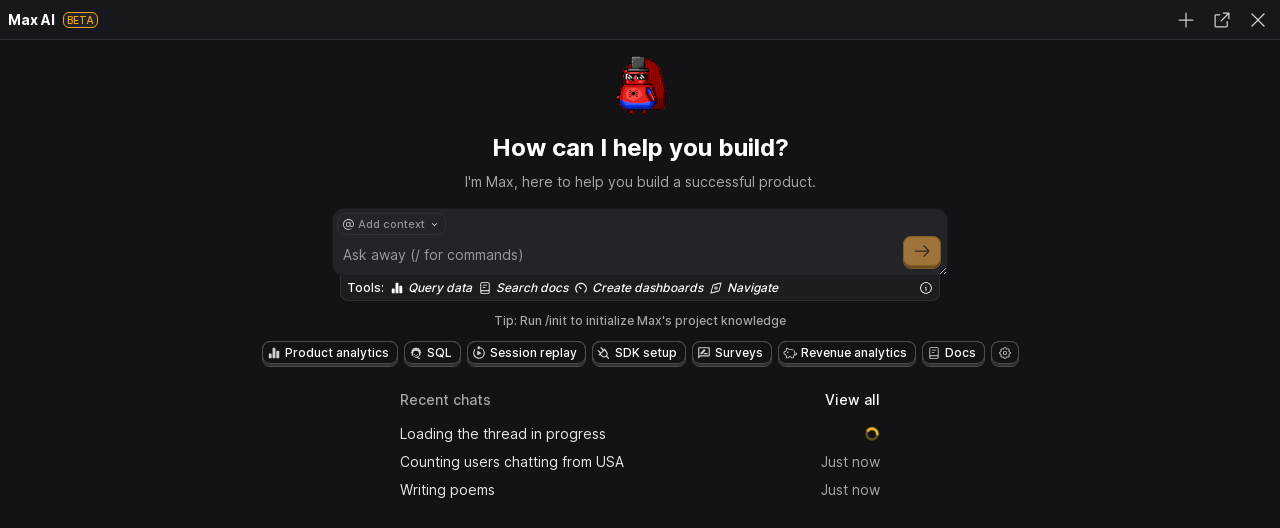 Max AI BETA
How can I help you build?
I'm Max, here to help you build a successful product.
@ Add context
Ask away (/ for commands)
Tools: Query data Search docs Create dashboards Navigate
Tip: Run /init to initialize Max's project knowledge
Product analytics SQL Session replay SDK setup Surveys Revenue analytics Docs
Recent chats View all
Loading the thread in progress
Counting users chatting from USA Just now
Writing poems Just now